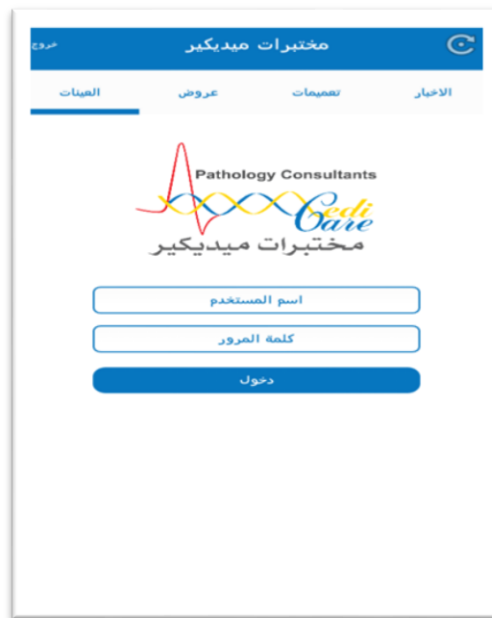 خروج
مختبرات ميديكير
الاخبار
تعميمات
عروض
العينات
Pathology Consultants
Medi
Care
مختبرات ميديكير
اسم المستخدم
كلمة المرور
دخول